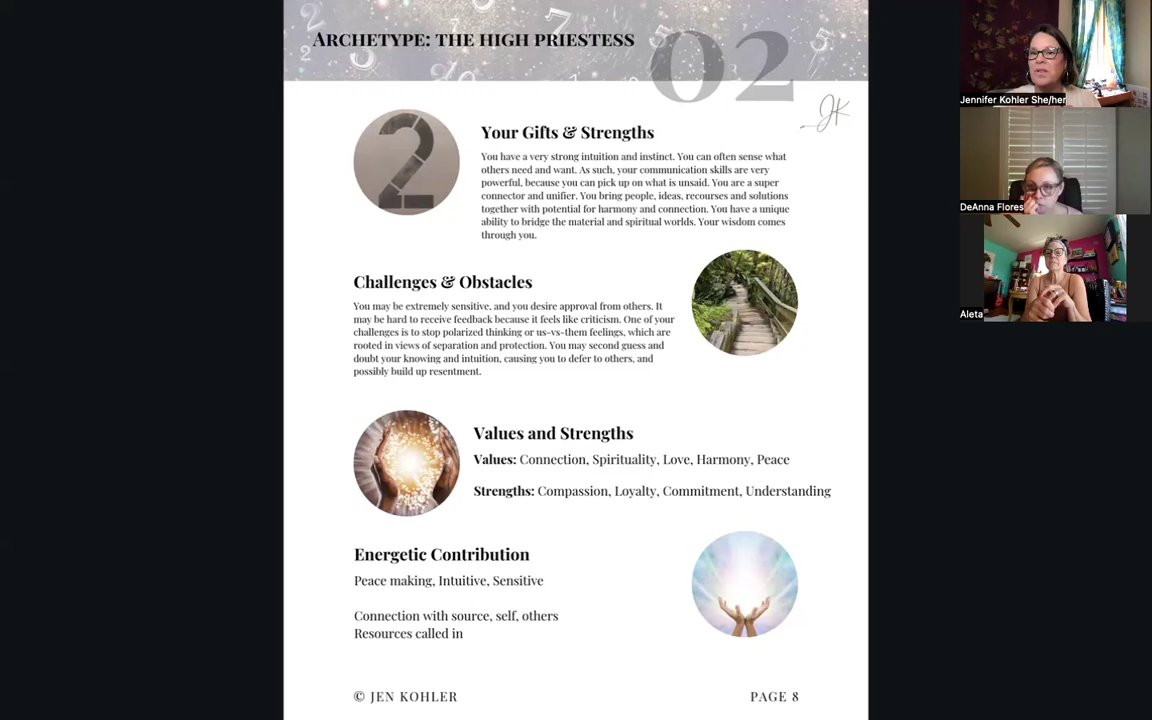 ARCHETYPE: THE HIGH PRIESTESS
02
JK
2
Your Gifts & Strengths
You have a very strong intuition and instinct. You can often sense what
others need and want. As such, your communication skills are very
powerful, because you can pick up on what is unsaid. You are a super
connector and unifier. You bring people, ideas, recourses and solutions
together with potential for harmony and connection. You have a unique
ability to bridge the material and spiritual worlds. Your wisdom comes
through you.
Challenges & Obstacles
You may be extremely sensitive, and you desire approval from others. It
may be hard to receive feedback because it feels like criticism. One of your
challenges is to stop polarized thinking or us-vs-them feelings, which are
rooted in views of separation and protection. You may second guess and
doubt your knowing and intuition, causing you to defer to others, and
possibly build up resentment.
Values and Strengths
Values: Connection, Spirituality, Love, Harmony, Peace
Strengths: Compassion, Loyalty, Commitment, Understanding
Energetic Contribution
Peace making, Intuitive, Sensitive
Connection with source, self, others
Resources called in
© JEN KOHLER
PAGE 8
Jennifer Kohler She/her
DeAnna Flores
Aleta